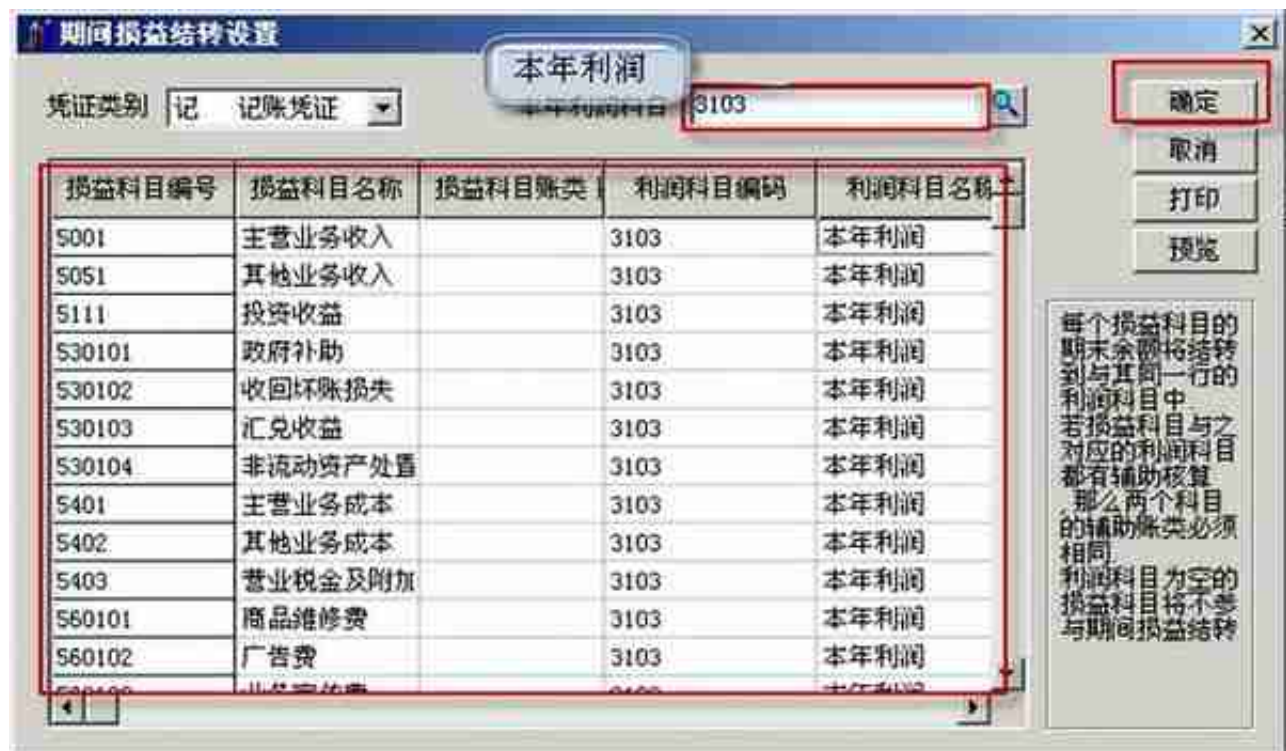 期间损益结转设置
本年利润
凭证类别 记 记账凭证 本年利润科目 3103
确定
取消
打印
预览
损益科目编号 损益科目名称 损益科目账类 利润科目编码 利润科目名称
5001 主营业务收入 3103 本年利润
5051 其他业务收入 3103 本年利润
5111 投资收益 3103 本年利润
530101 政府补助 3103 本年利润
530102 收回坏账损失 3103 本年利润
530103 汇兑收益 3103 本年利润
530104 非流动资产处置 3103 本年利润
5401 主营业务成本 3103 本年利润
5402 其他业务成本 3103 本年利润
5403 营业税金及附加 3103 本年利润
560101 商品维修费 3103 本年利润
560102 广告费 3103 本年利润
每个损益科目的
期末余额将结转
到与其同一行的
利润科目中
若损益科目与之
对应的利润科目
都有辅助核算
,那么两个科目
的辅助账类必须
相同
利润科目为空的
损益科目将不参
与期间损益结转